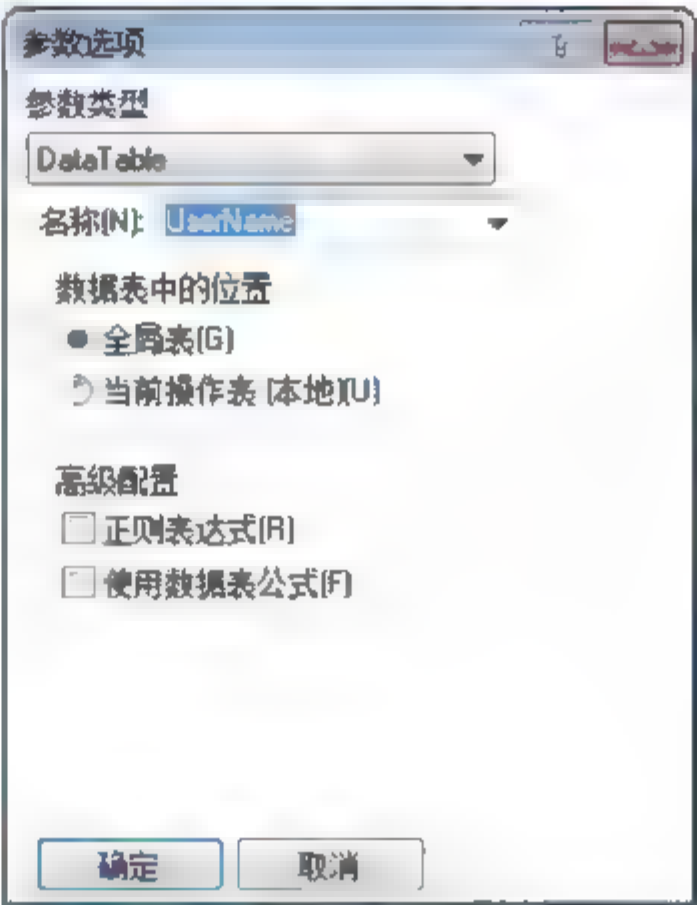 参数选项
参数类型
DataTable
名称(N): UserName
数据表中的位置
全局表(G)
当前操作表 (本地)(U)
高级配置
正则表达式(R)
使用数据表公式(F)
确定 取消